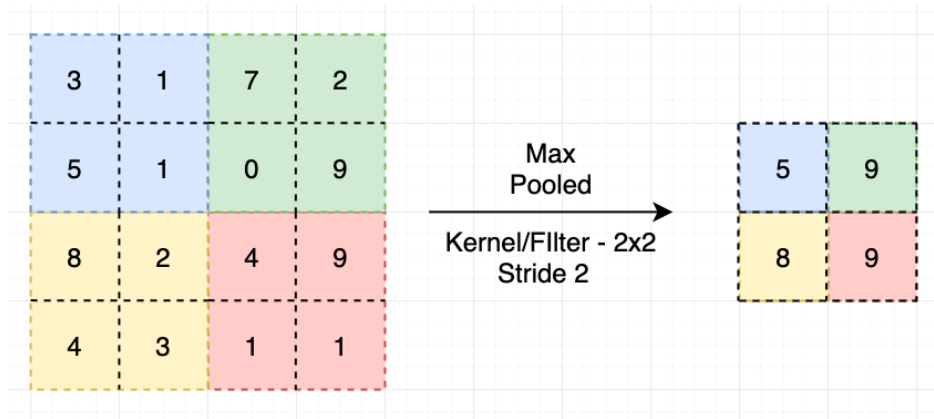 3 1 7 2
5 1 0 9
8 2 4 9
4 3 1 1
Max
Pooled
Kernel/FIlter - 2x2
Stride 2
5 9
8 9